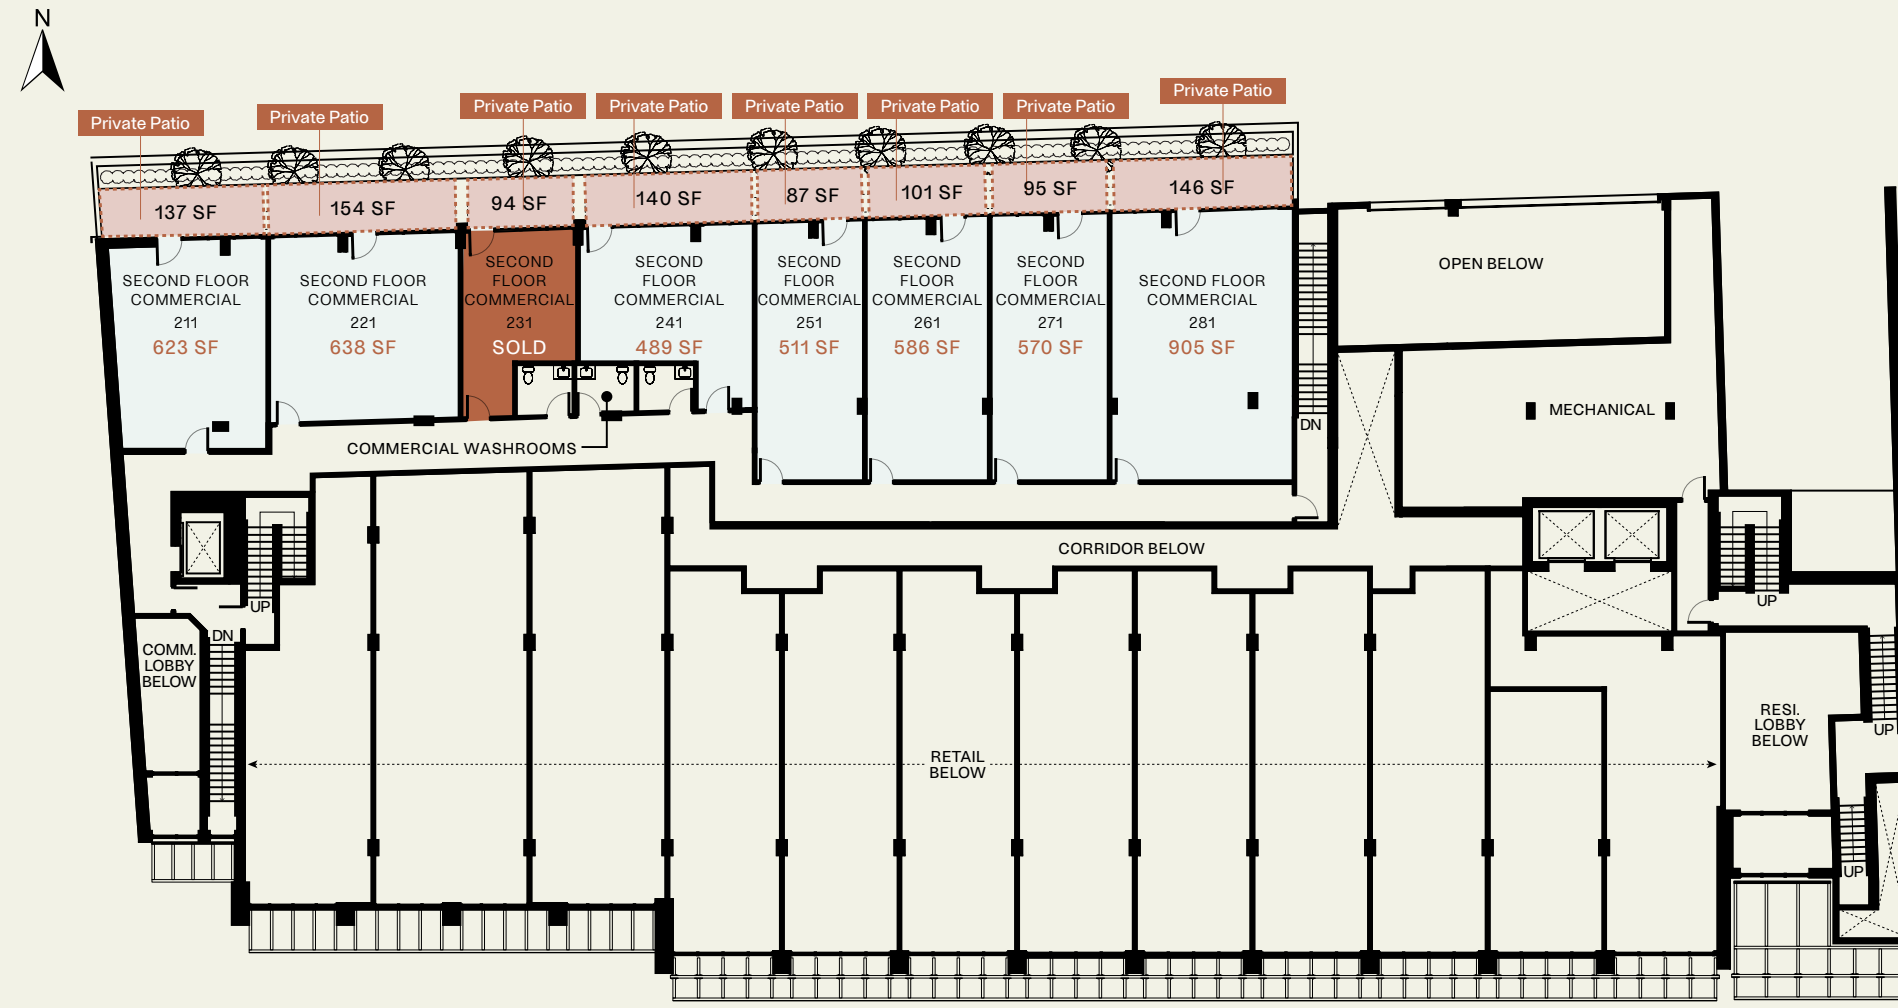 N
Private Patio
Private Patio
Private Patio
Private Patio
Private Patio
Private Patio
Private Patio
Private Patio
137 SF
154 SF
94 SF
140 SF
87 SF
101 SF
95 SF
146 SF
SECOND FLOOR
COMMERCIAL
211
623 SF
SECOND FLOOR
COMMERCIAL
221
638 SF
SECOND
FLOOR
COMMERCIAL
231
SOLD
SECOND
FLOOR
COMMERCIAL
241
489 SF
SECOND
FLOOR
COMMERCIAL
251
511 SF
SECOND
FLOOR
COMMERCIAL
261
586 SF
SECOND
FLOOR
COMMERCIAL
271
570 SF
SECOND FLOOR
COMMERCIAL
281
905 SF
OPEN BELOW
MECHANICAL
DN
COMMERCIAL WASHROOMS
CORRIDOR BELOW
UP
UP
DN
COMM.
LOBBY
BELOW
RESI.
LOBBY
BELOW
UP
RETAIL
BELOW
UP